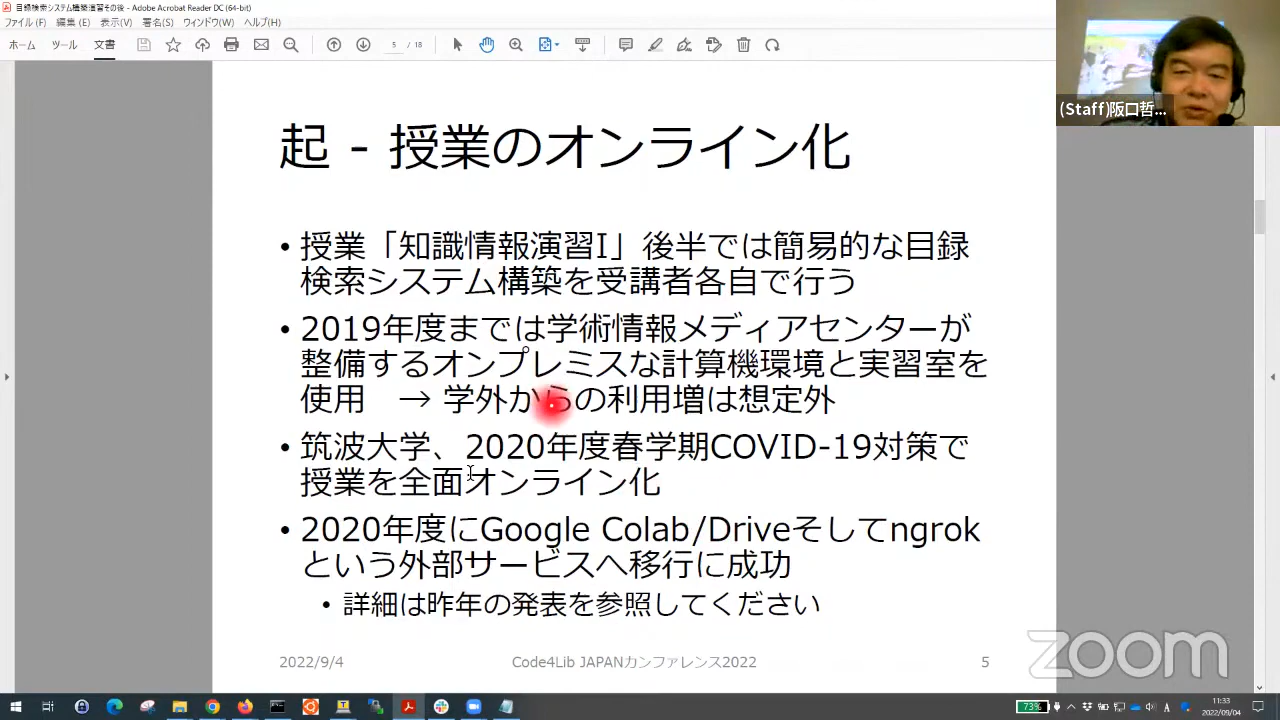 目録検索システム構築演習その後 - Adobe Acrobat Reader DC (64-bit)
ファイル(F) 編集(E) 表示(V) 署名(S) ウィンドウ(W) ヘルプ(H)
ホーム ツール 文書 5 / 18
(Staff)阪口哲...
起 - 授業のオンライン化
• 授業「知識情報演習I」後半では簡易的な目録
検索システム構築を受講者各自で行う
• 2019年度までは学術情報メディアセンターが
整備するオンプレミスな計算機環境と実習室を
使用 → 学外からの利用増は想定外
• 筑波大学、2020年度春学期COVID-19対策で
授業を全面オンライン化
• 2020年度にGoogle Colab/Driveそしてngrok
という外部サービスへ移行に成功
• 詳細は昨年の発表を参照してください
2022/9/4 Code4Lib JAPANカンファレンス2022 5
zoom
73%
11:33
2022/09/04